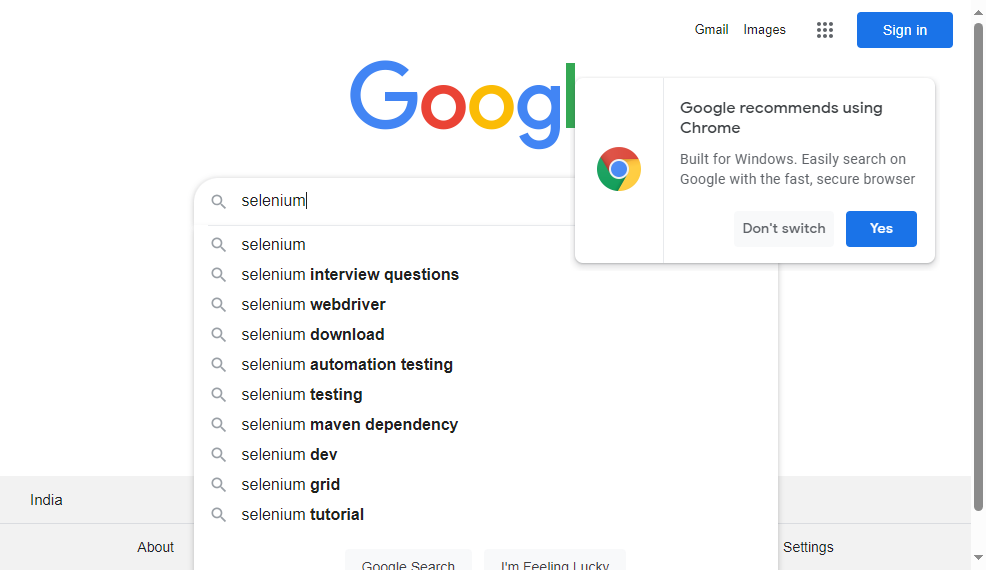 Gmail Images Sign in
Googl
Google recommends using
Chrome
Built for Windows. Easily search on
Google with the fast, secure browser
Don't switch Yes
selenium
selenium
selenium interview questions
selenium webdriver
selenium download
selenium automation testing
selenium testing
selenium maven dependency
selenium dev
selenium grid
selenium tutorial
India
About Settings
Google Search I'm Feeling Lucky